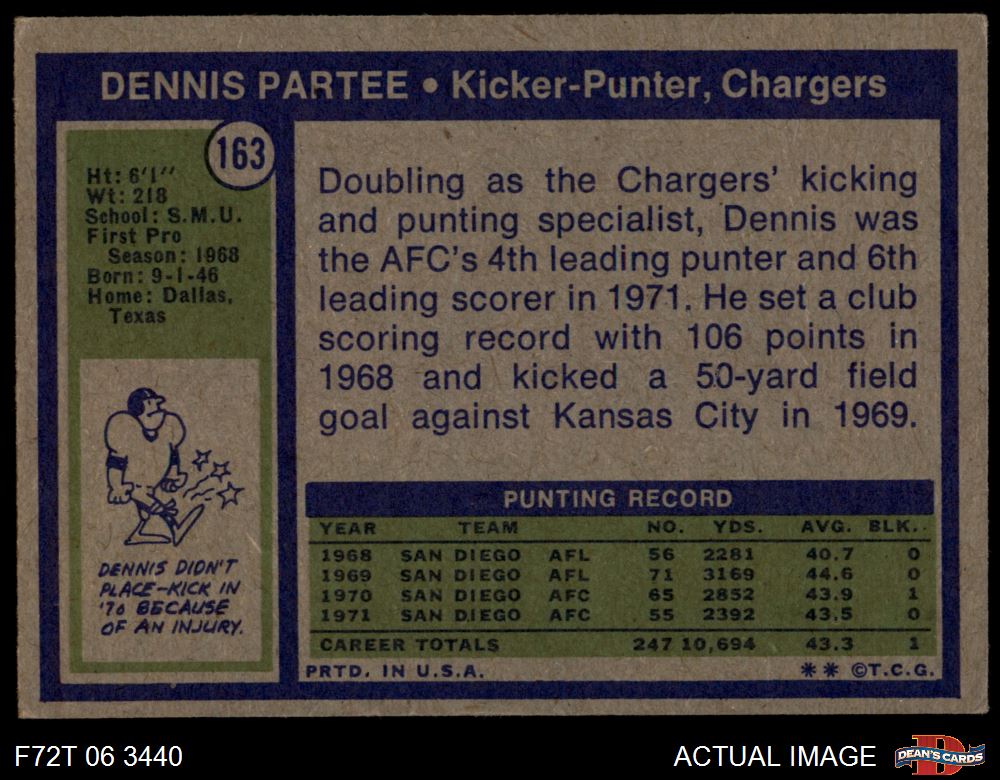 DENNIS PARTEE • Kicker-Punter, Chargers
163
Ht: 6'1"
Wt: 218
School: S.M.U.
First Pro
Season: 1968
Born: 9-1-46
Home: Dallas,
Texas
DENNIS DIDN'T
PLACE-KICK IN
'70 BECAUSE
OF AN INJURY.
Doubling as the Chargers' kicking
and punting specialist, Dennis was
the AFC's 4th leading punter and 6th
leading scorer in 1971. He set a club
scoring record with 106 points in
1968 and kicked a 50-yard field
goal against Kansas City in 1969.
PUNTING RECORD
YEAR TEAM NO. YDS. AVG. BLK.
1968 SAN DIEGO AFL 56 2281 40.7 0
1969 SAN DIEGO AFL 71 3169 44.6 0
1970 SAN DIEGO AFC 65 2852 43.9 1
1971 SAN DIEGO AFC 55 2392 43.5 0
CAREER TOTALS 247 10,694 43.3 1
PRTD. IN U.S.A. ** ©T.C.G.
F72T 06 3440 ACTUAL IMAGE
D
DEAN'S CARDS